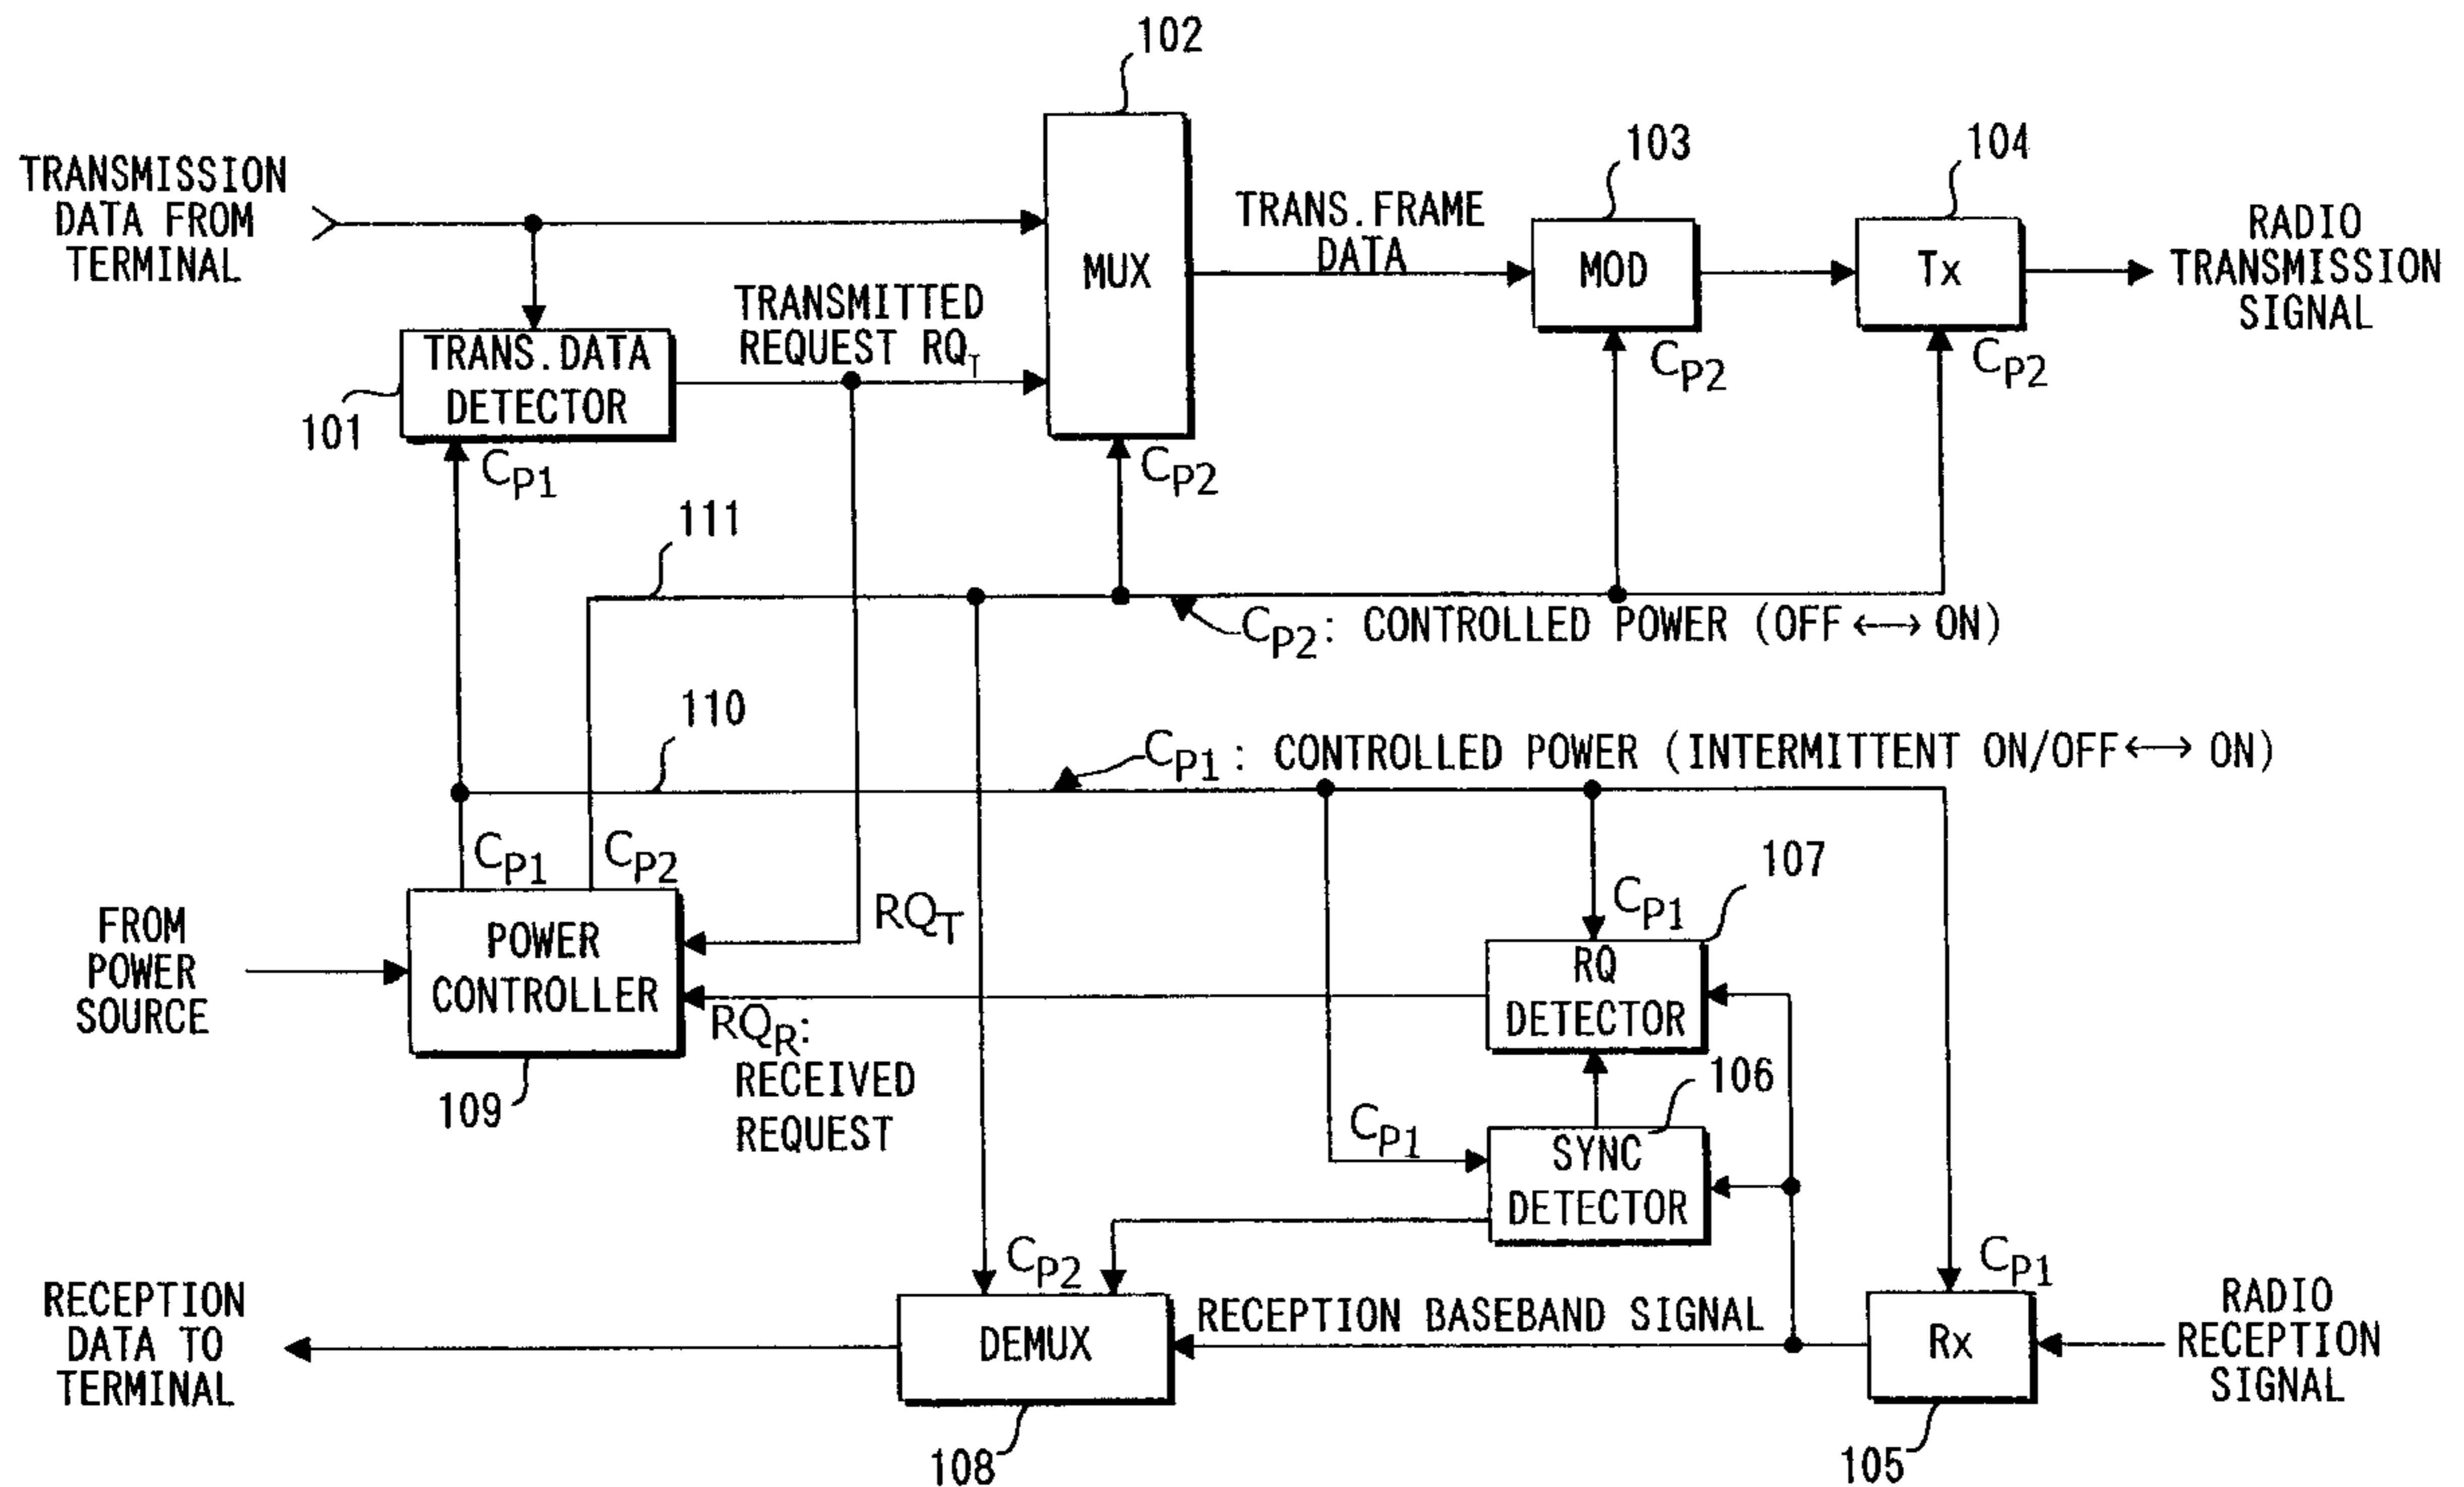 102
103
104
TRANSMISSION
DATA FROM
TERMINAL
TRANS.FRAME
DATA
RADIO
TRANSMISSION
SIGNAL
MUX
MOD
Tx
TRANSMITTED
REQUEST RQT
TRANS.DATA
DETECTOR
101
CP1
CP2
CP2
CP2
111
CP2: CONTROLLED POWER (OFF ↔ ON)
110
CP1: CONTROLLED POWER (INTERMITTENT ON/OFF ↔ ON)
CP1
CP2
107
CP1
FROM
POWER
SOURCE
POWER
CONTROLLER
RQT
RQ
DETECTOR
RQR:
RECEIVED
REQUEST
109
106
CP1
SYNC
DETECTOR
CP2
CP1
RECEPTION
DATA TO
TERMINAL
DEMUX
RECEPTION BASEBAND SIGNAL
Rx
RADIO
RECEPTION
SIGNAL
108
105